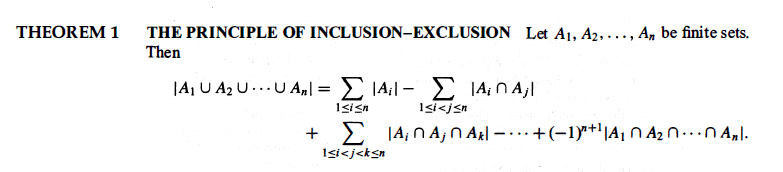 THEOREM 1 THE PRINCIPLE OF INCLUSION–EXCLUSION Let A₁, A₂, . . . , Aₙ be finite sets.
Then
|A₁ ∪ A₂ ∪ ⋯ ∪ Aₙ| = ∑_{1≤i≤n} |Aᵢ| − ∑_{1≤i<j≤n} |Aᵢ ∩ Aⱼ|
+ ∑_{1≤i<j<k≤n} |Aᵢ ∩ Aⱼ ∩ Aₖ| − ⋯ + (−1)ⁿ⁺¹|A₁ ∩ A₂ ∩ ⋯ ∩ Aₙ|.